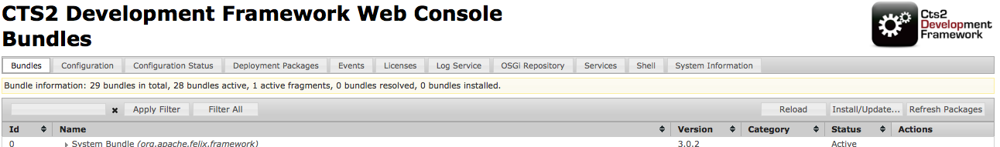 CTS2 Development Framework Web Console
Bundles
Cts2
Development
Framework
Bundles Configuration Configuration Status Deployment Packages Events Licenses Log Service OSGi Repository Services Shell System Information
Bundle information: 29 bundles in total, 28 bundles active, 1 active fragments, 0 bundles resolved, 0 bundles installed.
Apply Filter Filter All Reload Install/Update... Refresh Packages
Id Name Version Category Status Actions
0 System Bundle (org.apache.felix.framework) 3.0.2 Active